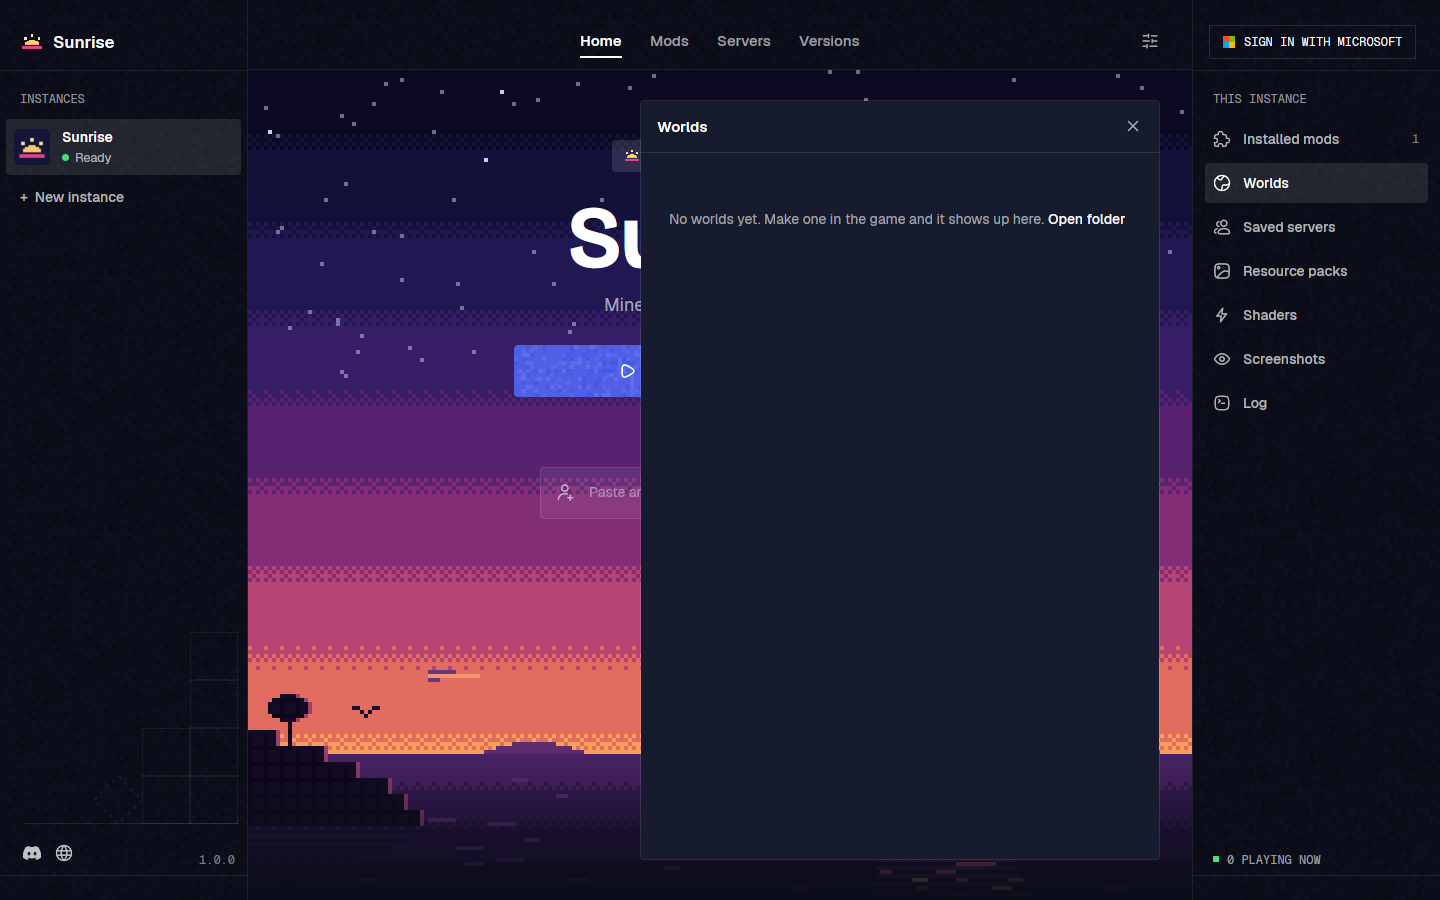 Sunrise
Home
Mods
Servers
Versions
SIGN IN WITH MICROSOFT
INSTANCES
Sunrise
Ready
+ New instance
Su
Mine
Paste an
Worlds
No worlds yet. Make one in the game and it shows up here. Open folder
THIS INSTANCE
Installed mods 1
Worlds
Saved servers
Resource packs
Shaders
Screenshots
Log
1.0.0
0 PLAYING NOW